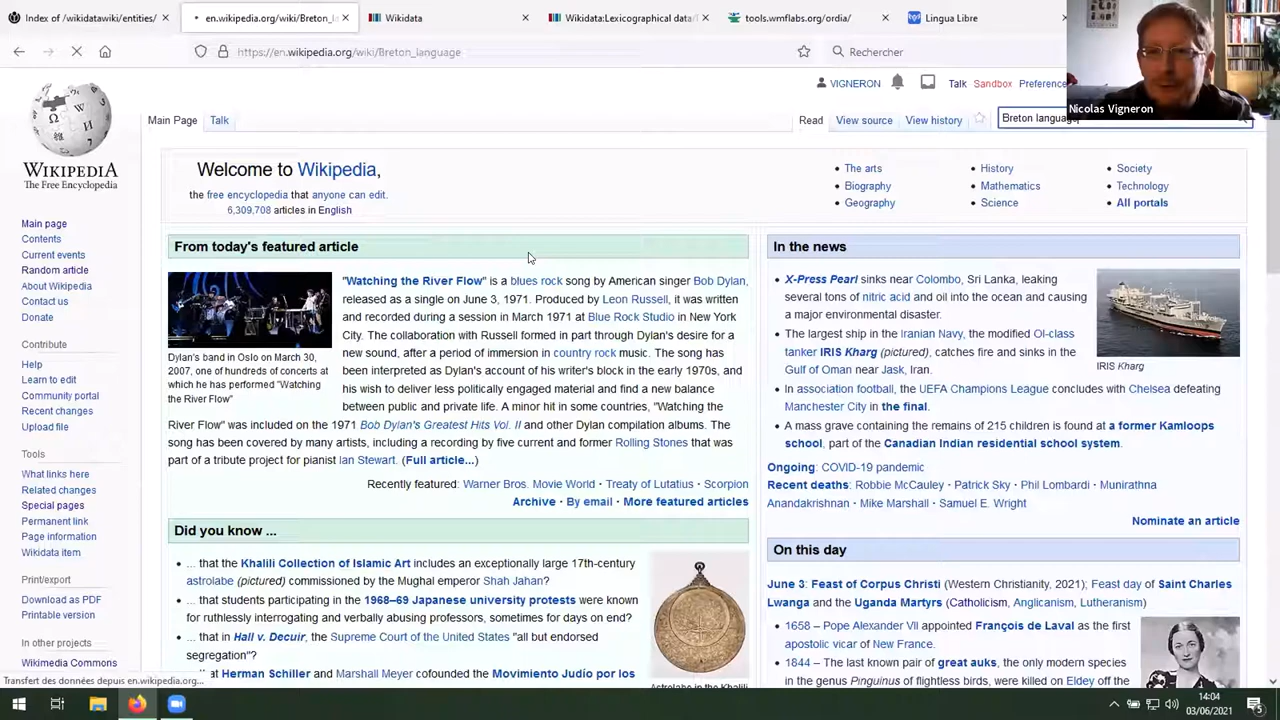 Index of /wikidatawiki/entities/
en.wikipedia.org/wiki/Breton_l
Wikidata
Wikidata:Lexicographical data/
tools.wmflabs.org/ordia/
Lingua Libre
https://en.wikipedia.org/wiki/Breton_language
Rechercher
Nicolas Vigneron
VIGNERON
Talk
Sandbox
Preference
Main Page
Talk
Read
View source
View history
Breton language
WIKIPEDIA
The Free Encyclopedia
Main page
Contents
Current events
Random article
About Wikipedia
Contact us
Donate
Contribute
Help
Learn to edit
Community portal
Recent changes
Upload file
Tools
What links here
Related changes
Special pages
Permanent link
Page information
Wikidata item
Print/export
Download as PDF
Printable version
In other projects
Wikimedia Commons
Welcome to Wikipedia,
the free encyclopedia that anyone can edit.
6,309,708 articles in English
The arts
Biography
Geography
History
Mathematics
Science
Society
Technology
All portals
From today's featured article
"Watching the River Flow" is a blues rock song by American singer Bob Dylan,
released as a single on June 3, 1971. Produced by Leon Russell, it was written
and recorded during a session in March 1971 at Blue Rock Studio in New York
City. The collaboration with Russell formed in part through Dylan's desire for a
new sound, after a period of immersion in country rock music. The song has
been interpreted as Dylan's account of his writer's block in the early 1970s, and
his wish to deliver less politically engaged material and find a new balance
between public and private life. A minor hit in some countries, "Watching the
River Flow" was included on the 1971 Bob Dylan's Greatest Hits Vol. II and other Dylan compilation albums. The
song has been covered by many artists, including a recording by five current and former Rolling Stones that was
part of a tribute project for pianist Ian Stewart. (Full article...)
Dylan's band in Oslo on March 30,
2007, one of hundreds of concerts at
which he has performed "Watching
the River Flow"
Recently featured: Warner Bros. Movie World · Treaty of Lutatius · Scorpion
Archive · By email · More featured articles
Did you know ...
... that the Khalili Collection of Islamic Art includes an exceptionally large 17th-century
astrolabe (pictured) commissioned by the Mughal emperor Shah Jahan?
... that students participating in the 1968–69 Japanese university protests were known
for ruthlessly interrogating and verbally abusing professors, sometimes for days on end?
... that in Hall v. Decuir, the Supreme Court of the United States "all but endorsed
segregation"?
at Herman Schiller and Marshall Meyer cofounded the Movimiento Judío por los
In the news
X-Press Pearl sinks near Colombo, Sri Lanka, leaking
several tons of nitric acid and oil into the ocean and causing
a major environmental disaster.
The largest ship in the Iranian Navy, the modified Ol-class
tanker IRIS Kharg (pictured), catches fire and sinks in the
Gulf of Oman near Jask, Iran.
In association football, the UEFA Champions League concludes with Chelsea defeating
Manchester City in the final.
A mass grave containing the remains of 215 children is found at a former Kamloops
school, part of the Canadian Indian residential school system.
IRIS Kharg
Ongoing: COVID-19 pandemic
Recent deaths: Robbie McCauley · Patrick Sky · Phil Lombardi · Munirathna
Anandakrishnan · Mike Marshall · Samuel E. Wright
Nominate an article
On this day
June 3: Feast of Corpus Christi (Western Christianity, 2021); Feast day of Saint Charles
Lwanga and the Uganda Martyrs (Catholicism, Anglicanism, Lutheranism)
1658 – Pope Alexander VII appointed François de Laval as the first
apostolic vicar of New France.
1844 – The last known pair of great auks, the only modern species
in the genus Pinguinus of flightless birds, were killed on Eldey off the
Transfert des données depuis en.wikipedia.org...
14:04
03/06/2021